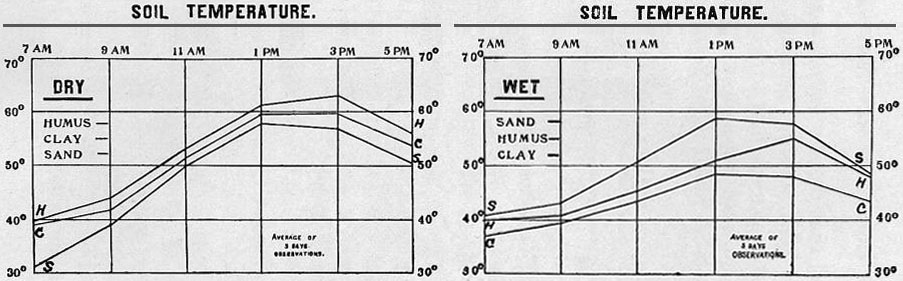 SOIL TEMPERATURE.
7 AM 9 AM 11 AM 1 PM 3 PM 5 PM
70° 70°
DRY
60° 60°
HUMUS —
CLAY —
SAND —
H
C
S
50° 50°
H
40° 40°
C
S
AVERAGE OF
3 DAYS
OBSERVATIONS.
30° 30°
SOIL TEMPERATURE.
7 AM 9 AM 11 AM 1 PM 3 PM 5 PM
70° 70°
WET
60° 60°
SAND —
HUMUS—
CLAY —
S
50° 50°
H
S
C
40° 40°
H
C
AVERAGE OF
3 DAYS
OBSERVATIONS.
30° 30°